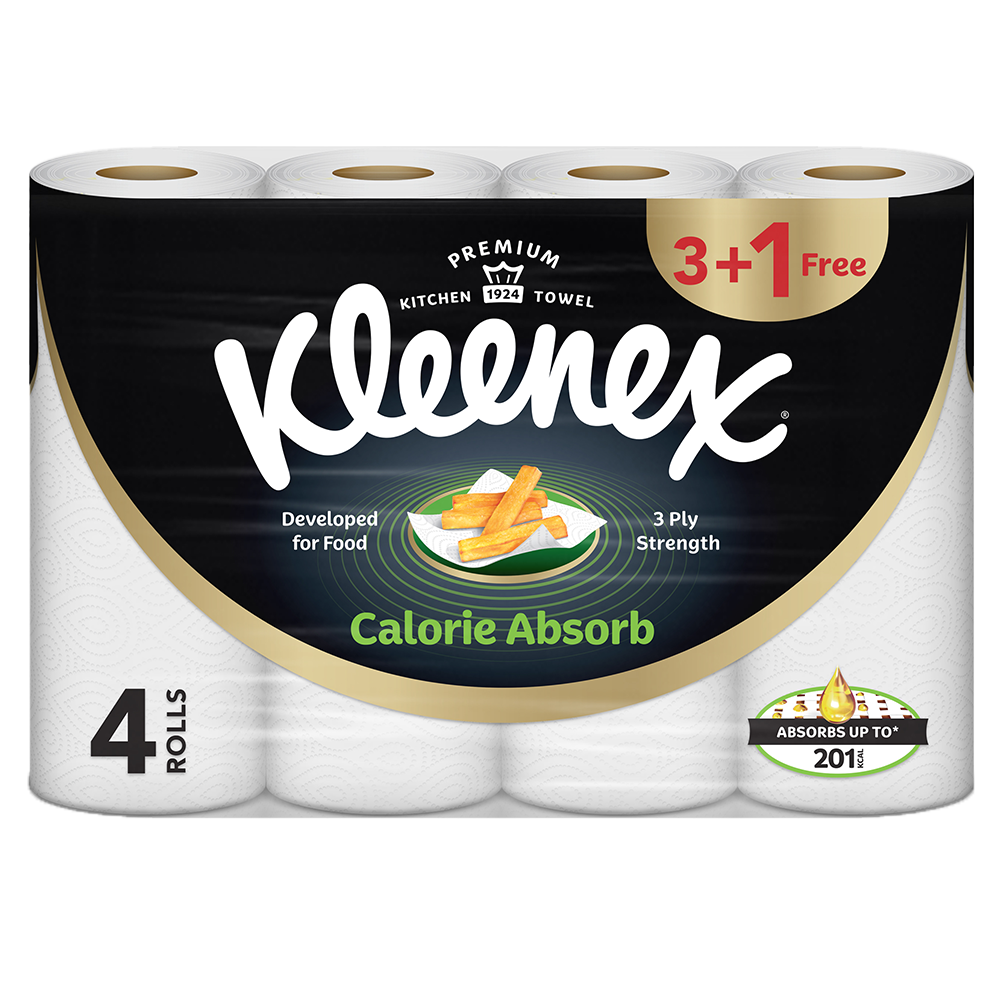 PREMIUM
KITCHEN 1924 TOWEL
Kleenex®
3+1 Free
Developed
for Food
3 Ply
Strength
Calorie Absorb
4 ROLLS
ABSORBS UP TO*
201 KCAL